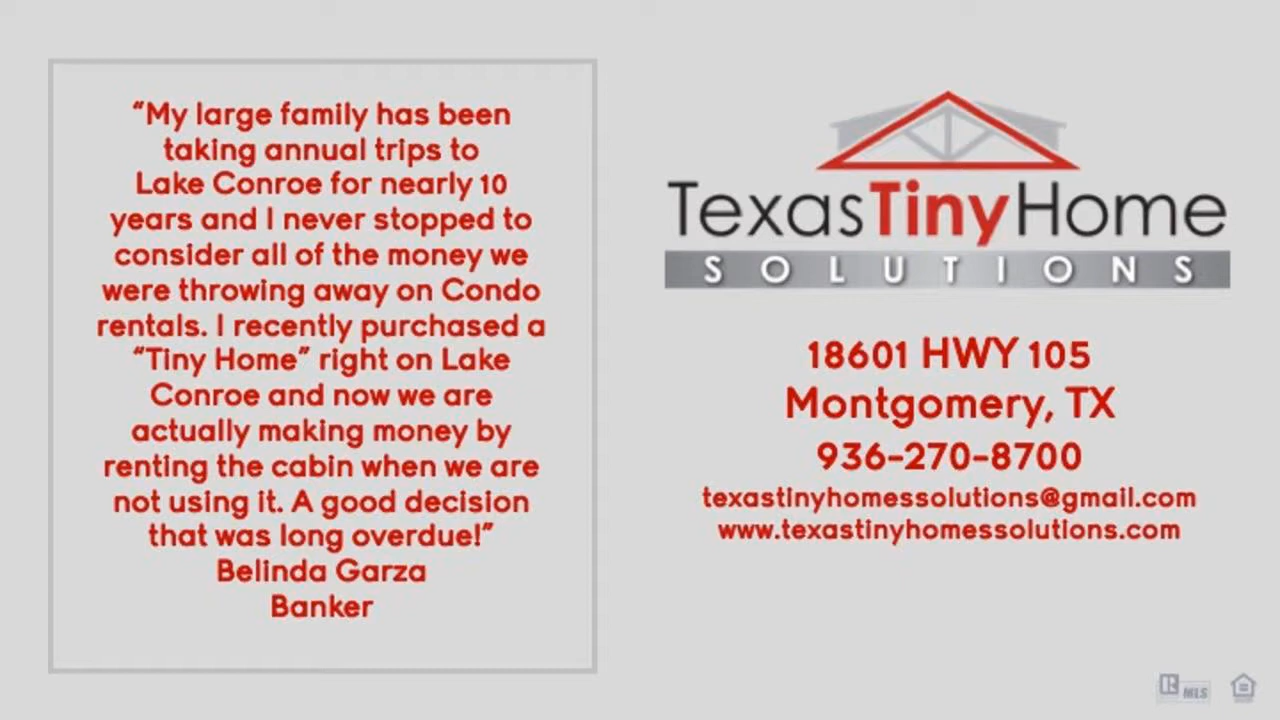 “My large family has been
taking annual trips to
Lake Conroe for nearly 10
years and I never stopped to
consider all of the money we
were throwing away on Condo
rentals. I recently purchased a
“Tiny Home” right on Lake
Conroe and now we are
actually making money by
renting the cabin when we are
not using it. A good decision
that was long overdue!”
Belinda Garza
Banker
TexasTinyHome
SOLUTIONS
18601 HWY 105
Montgomery, TX
936-270-8700
texastinyhomessolutions@gmail.com
www.texastinyhomessolutions.com
R MLS